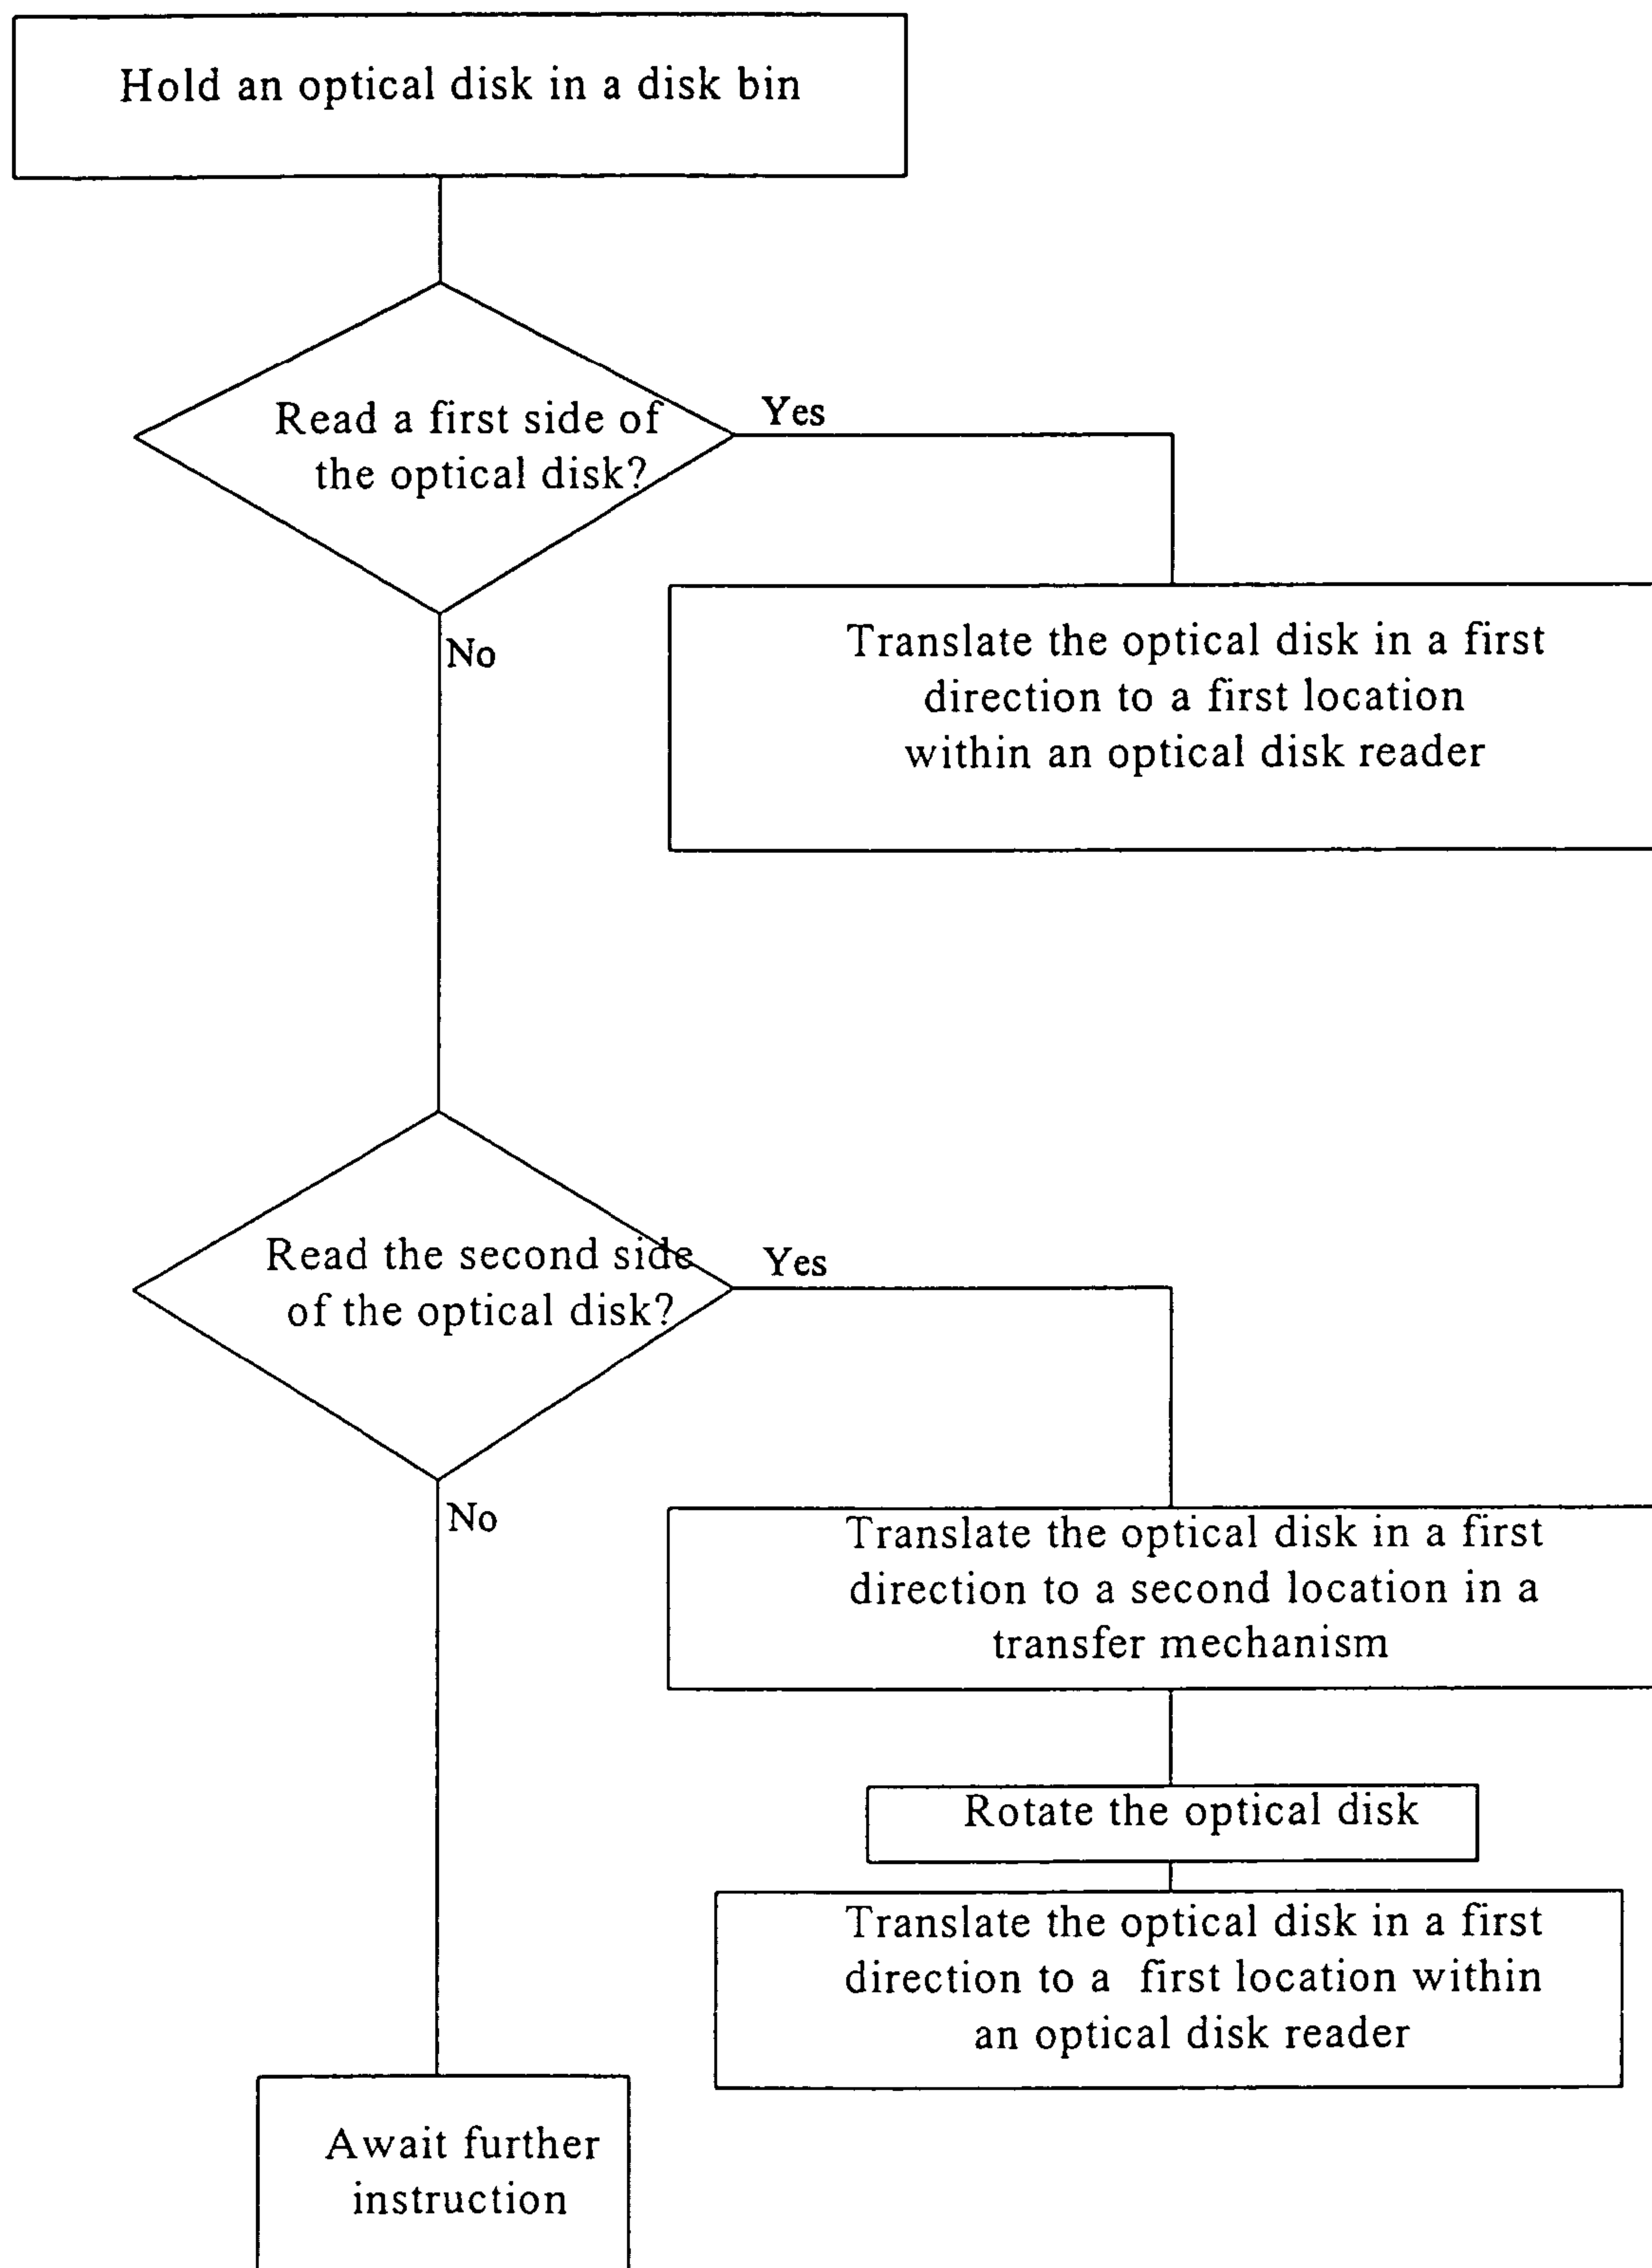 Hold an optical disk in a disk bin
Read a first side of
the optical disk?
Yes
No
Translate the optical disk in a first
direction to a first location
within an optical disk reader
Read the second side
of the optical disk?
Yes
No
Translate the optical disk in a first
direction to a second location in a
transfer mechanism
Rotate the optical disk
Translate the optical disk in a first
direction to a first location within
an optical disk reader
Await further
instruction